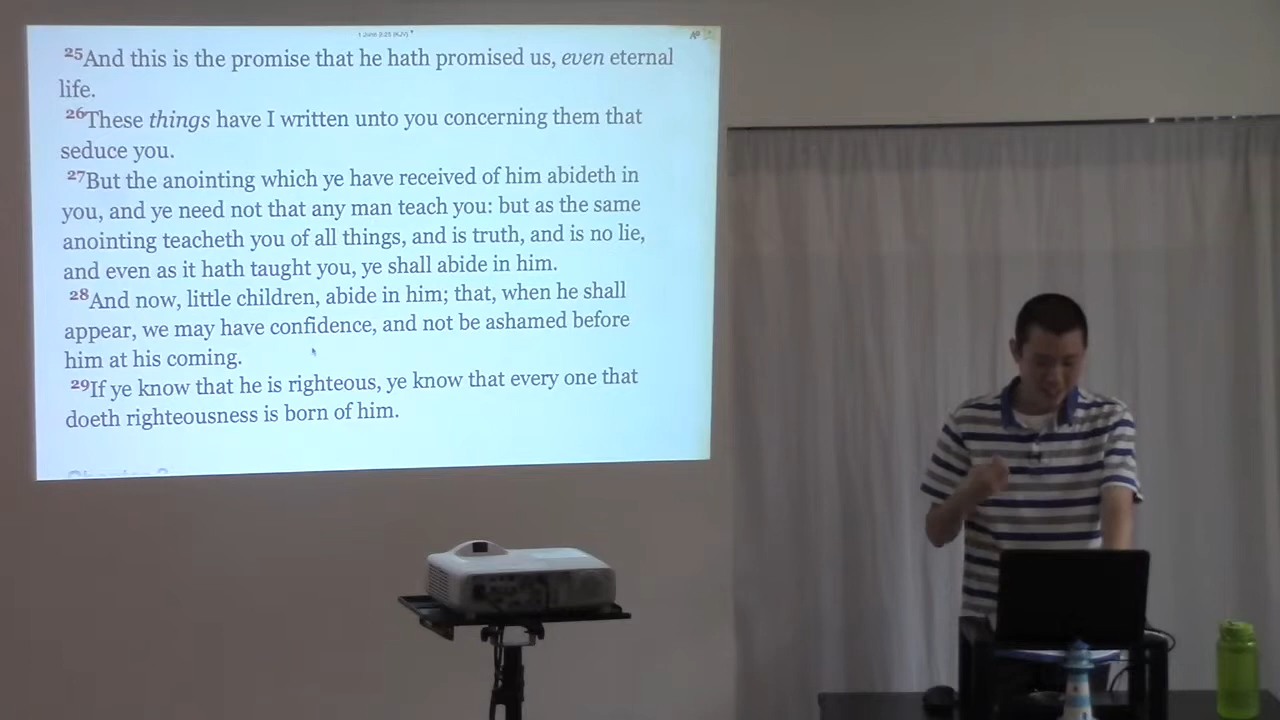 1 John 2:25 (KJV)
25And this is the promise that he hath promised us, even eternal
life.
26These things have I written unto you concerning them that
seduce you.
27But the anointing which ye have received of him abideth in
you, and ye need not that any man teach you: but as the same
anointing teacheth you of all things, and is truth, and is no lie,
and even as it hath taught you, ye shall abide in him.
28And now, little children, abide in him; that, when he shall
appear, we may have confidence, and not be ashamed before
him at his coming.
29If ye know that he is righteous, ye know that every one that
doeth righteousness is born of him.